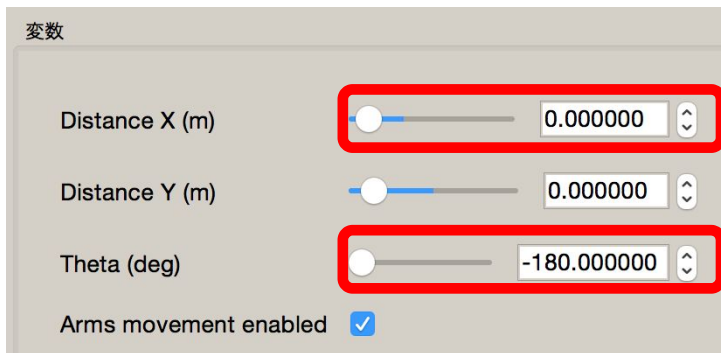 変数
Distance X (m) 0.000000
Distance Y (m) 0.000000
Theta (deg) -180.000000
Arms movement enabled